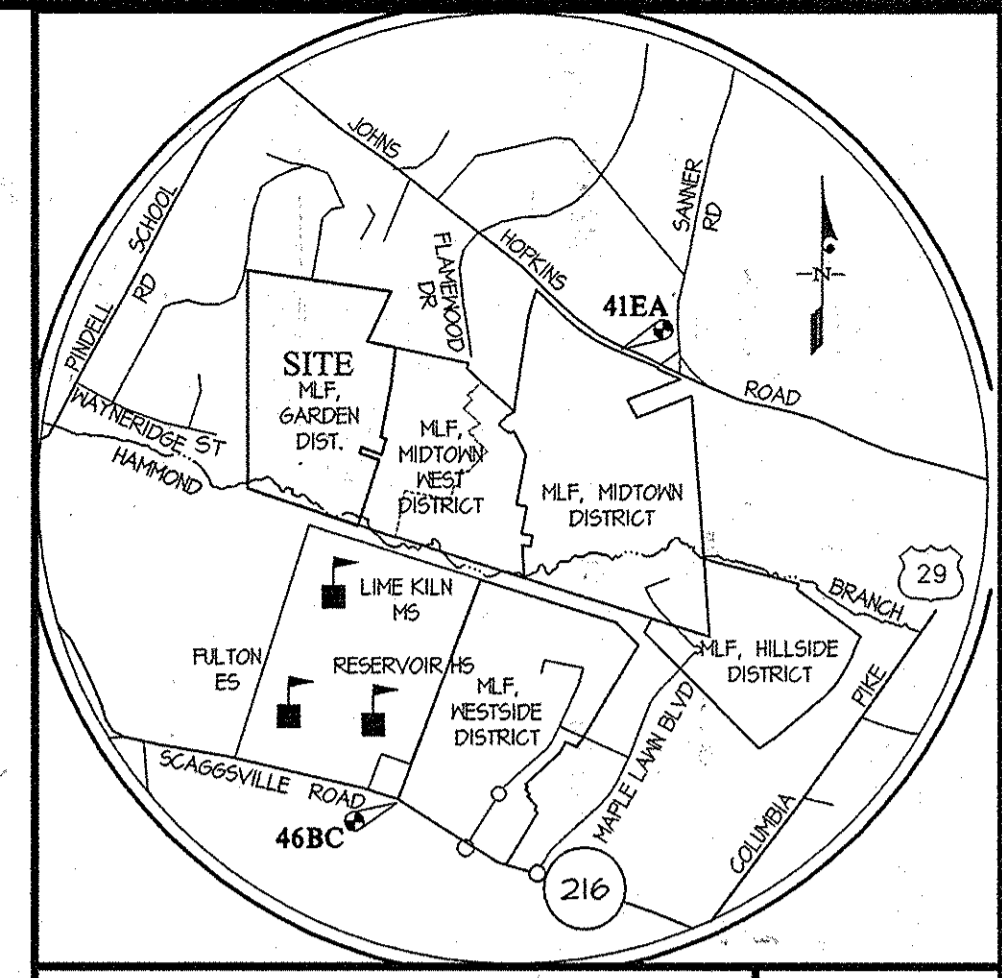 JOHNS
HOPKINS
ROAD
SANNER
RD
PINDELL
SCHOOL
RD
FLAMEWOOD
DR
41EA
N
SITE
MLF,
GARDEN
DIST.
WAYNERIDGE ST
HAMMOND
MLF,
MIDTOWN
WEST
DISTRICT
MLF, MIDTOWN
DISTRICT
29
BRANCH
LIME KILN
MS
FULTON
ES
RESERVOIR HS
MLF,
WESTSIDE
DISTRICT
MLF, HILLSIDE
DISTRICT
MAPLE LAWN BLVD
PIKE
COLUMBIA
SCAGGSVILLE ROAD
46BC
216